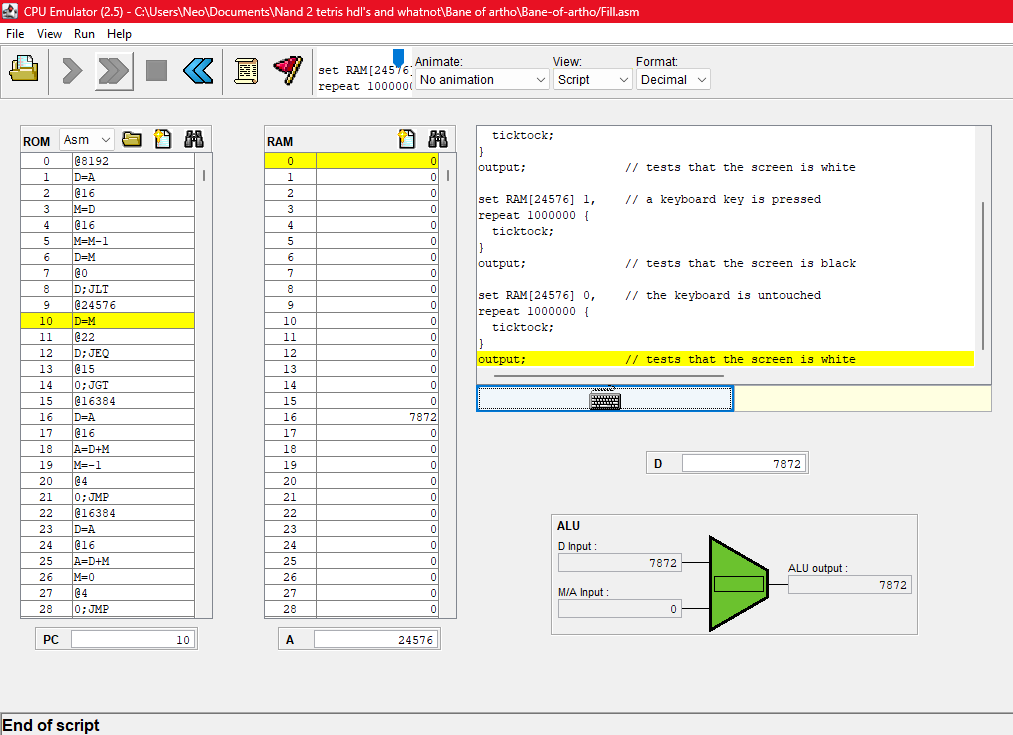 CPU Emulator (2.5) - C:\Users\Neo\Documents\Nand 2 tetris hdl's and whatnot\Bane of artho\Bane-of-artho/Fill.asm
File View Run Help
Animate: View: Format:
set RAM[24576]
repeat 1000000
No animation Script Decimal
ROM Asm
0 @8192
1 D=A
2 @16
3 M=D
4 @16
5 M=M-1
6 D=M
7 @0
8 D;JLT
9 @24576
10 D=M
11 @22
12 D;JEQ
13 @15
14 0;JGT
15 @16384
16 D=A
17 @16
18 A=D+M
19 M=-1
20 @4
21 0;JMP
22 @16384
23 D=A
24 @16
25 A=D+M
26 M=0
27 @4
28 0;JMP
PC 10
RAM
0 0
1 0
2 0
3 0
4 0
5 0
6 0
7 0
8 0
9 0
10 0
11 0
12 0
13 0
14 0
15 0
16 7872
17 0
18 0
19 0
20 0
21 0
22 0
23 0
24 0
25 0
26 0
27 0
28 0
A 24576
ticktock;
}
output; // tests that the screen is white
set RAM[24576] 1, // a keyboard key is pressed
repeat 1000000 {
ticktock;
}
output; // tests that the screen is black
set RAM[24576] 0, // the keyboard is untouched
repeat 1000000 {
ticktock;
}
output; // tests that the screen is white
D 7872
ALU
D Input :
7872
M/A Input :
0
ALU output :
7872
End of script